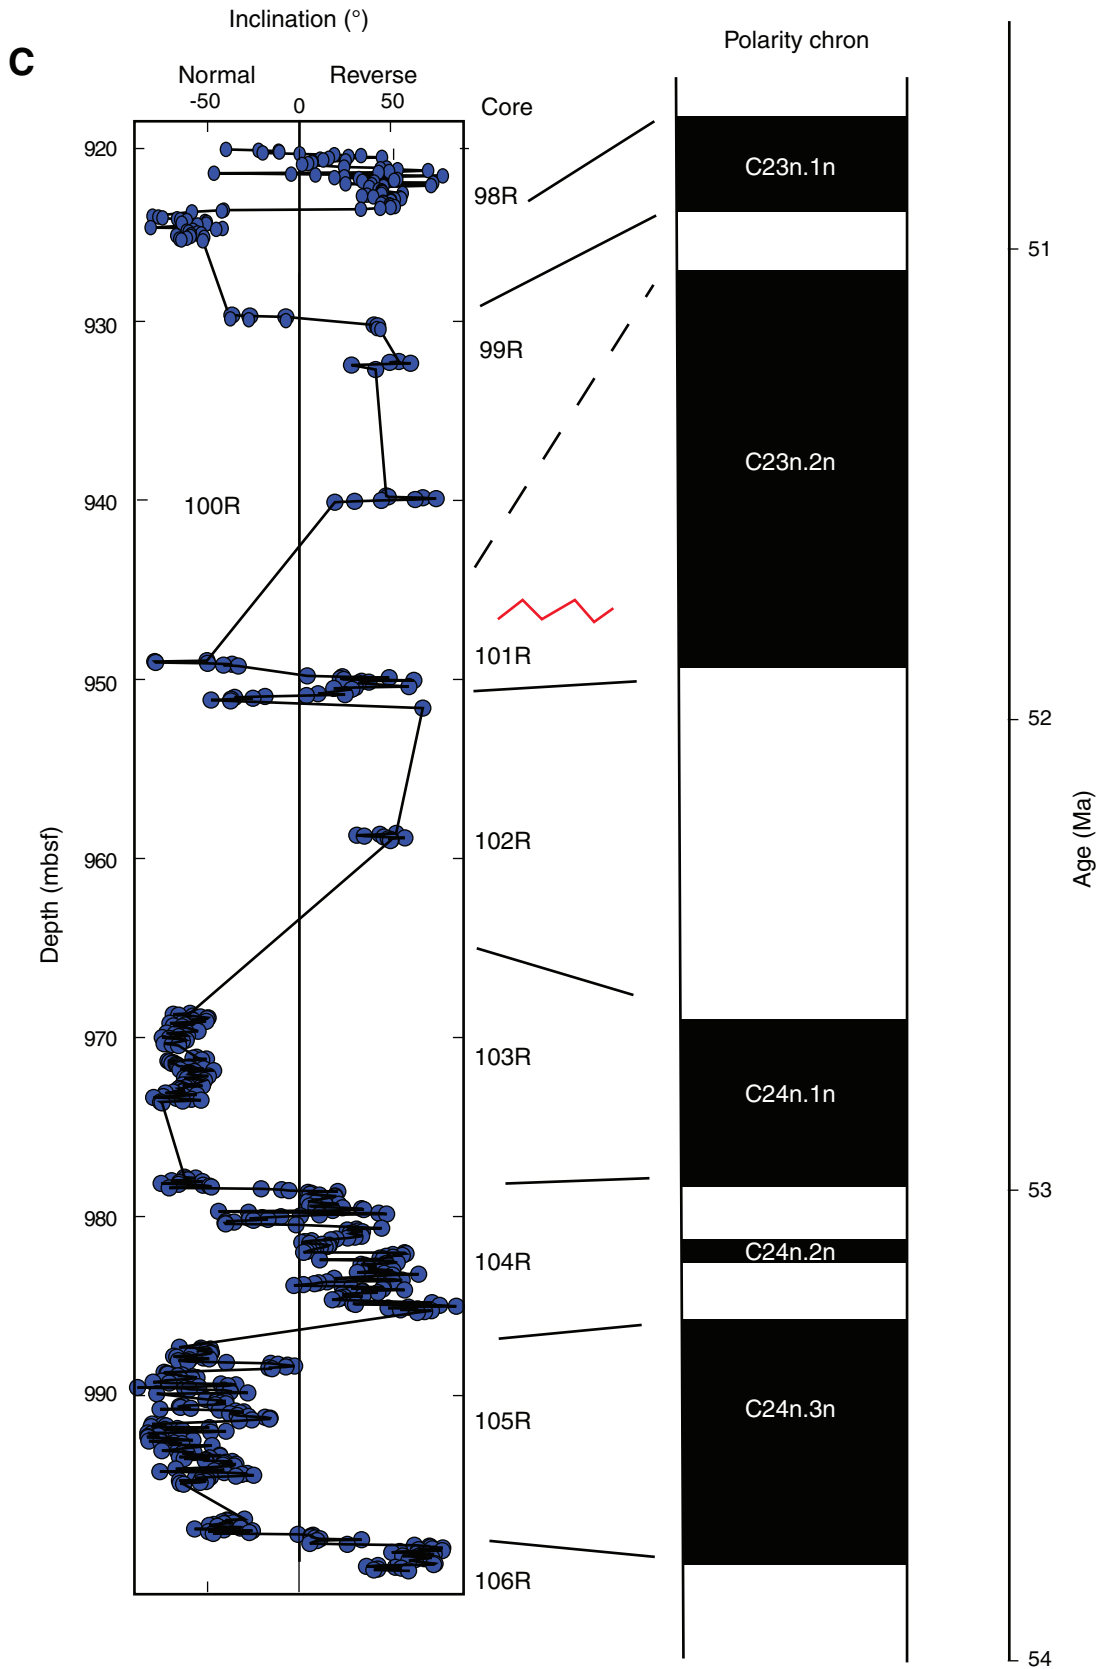 C
Inclination (°)
Normal Reverse
-50 0 50
Core
Polarity chron
920
930
940
950
960
970
980
990
Depth (mbsf)
98R
99R
100R
101R
102R
103R
104R
105R
106R
C23n.1n
C23n.2n
C24n.1n
C24n.2n
C24n.3n
51
52
53
54
Age (Ma)